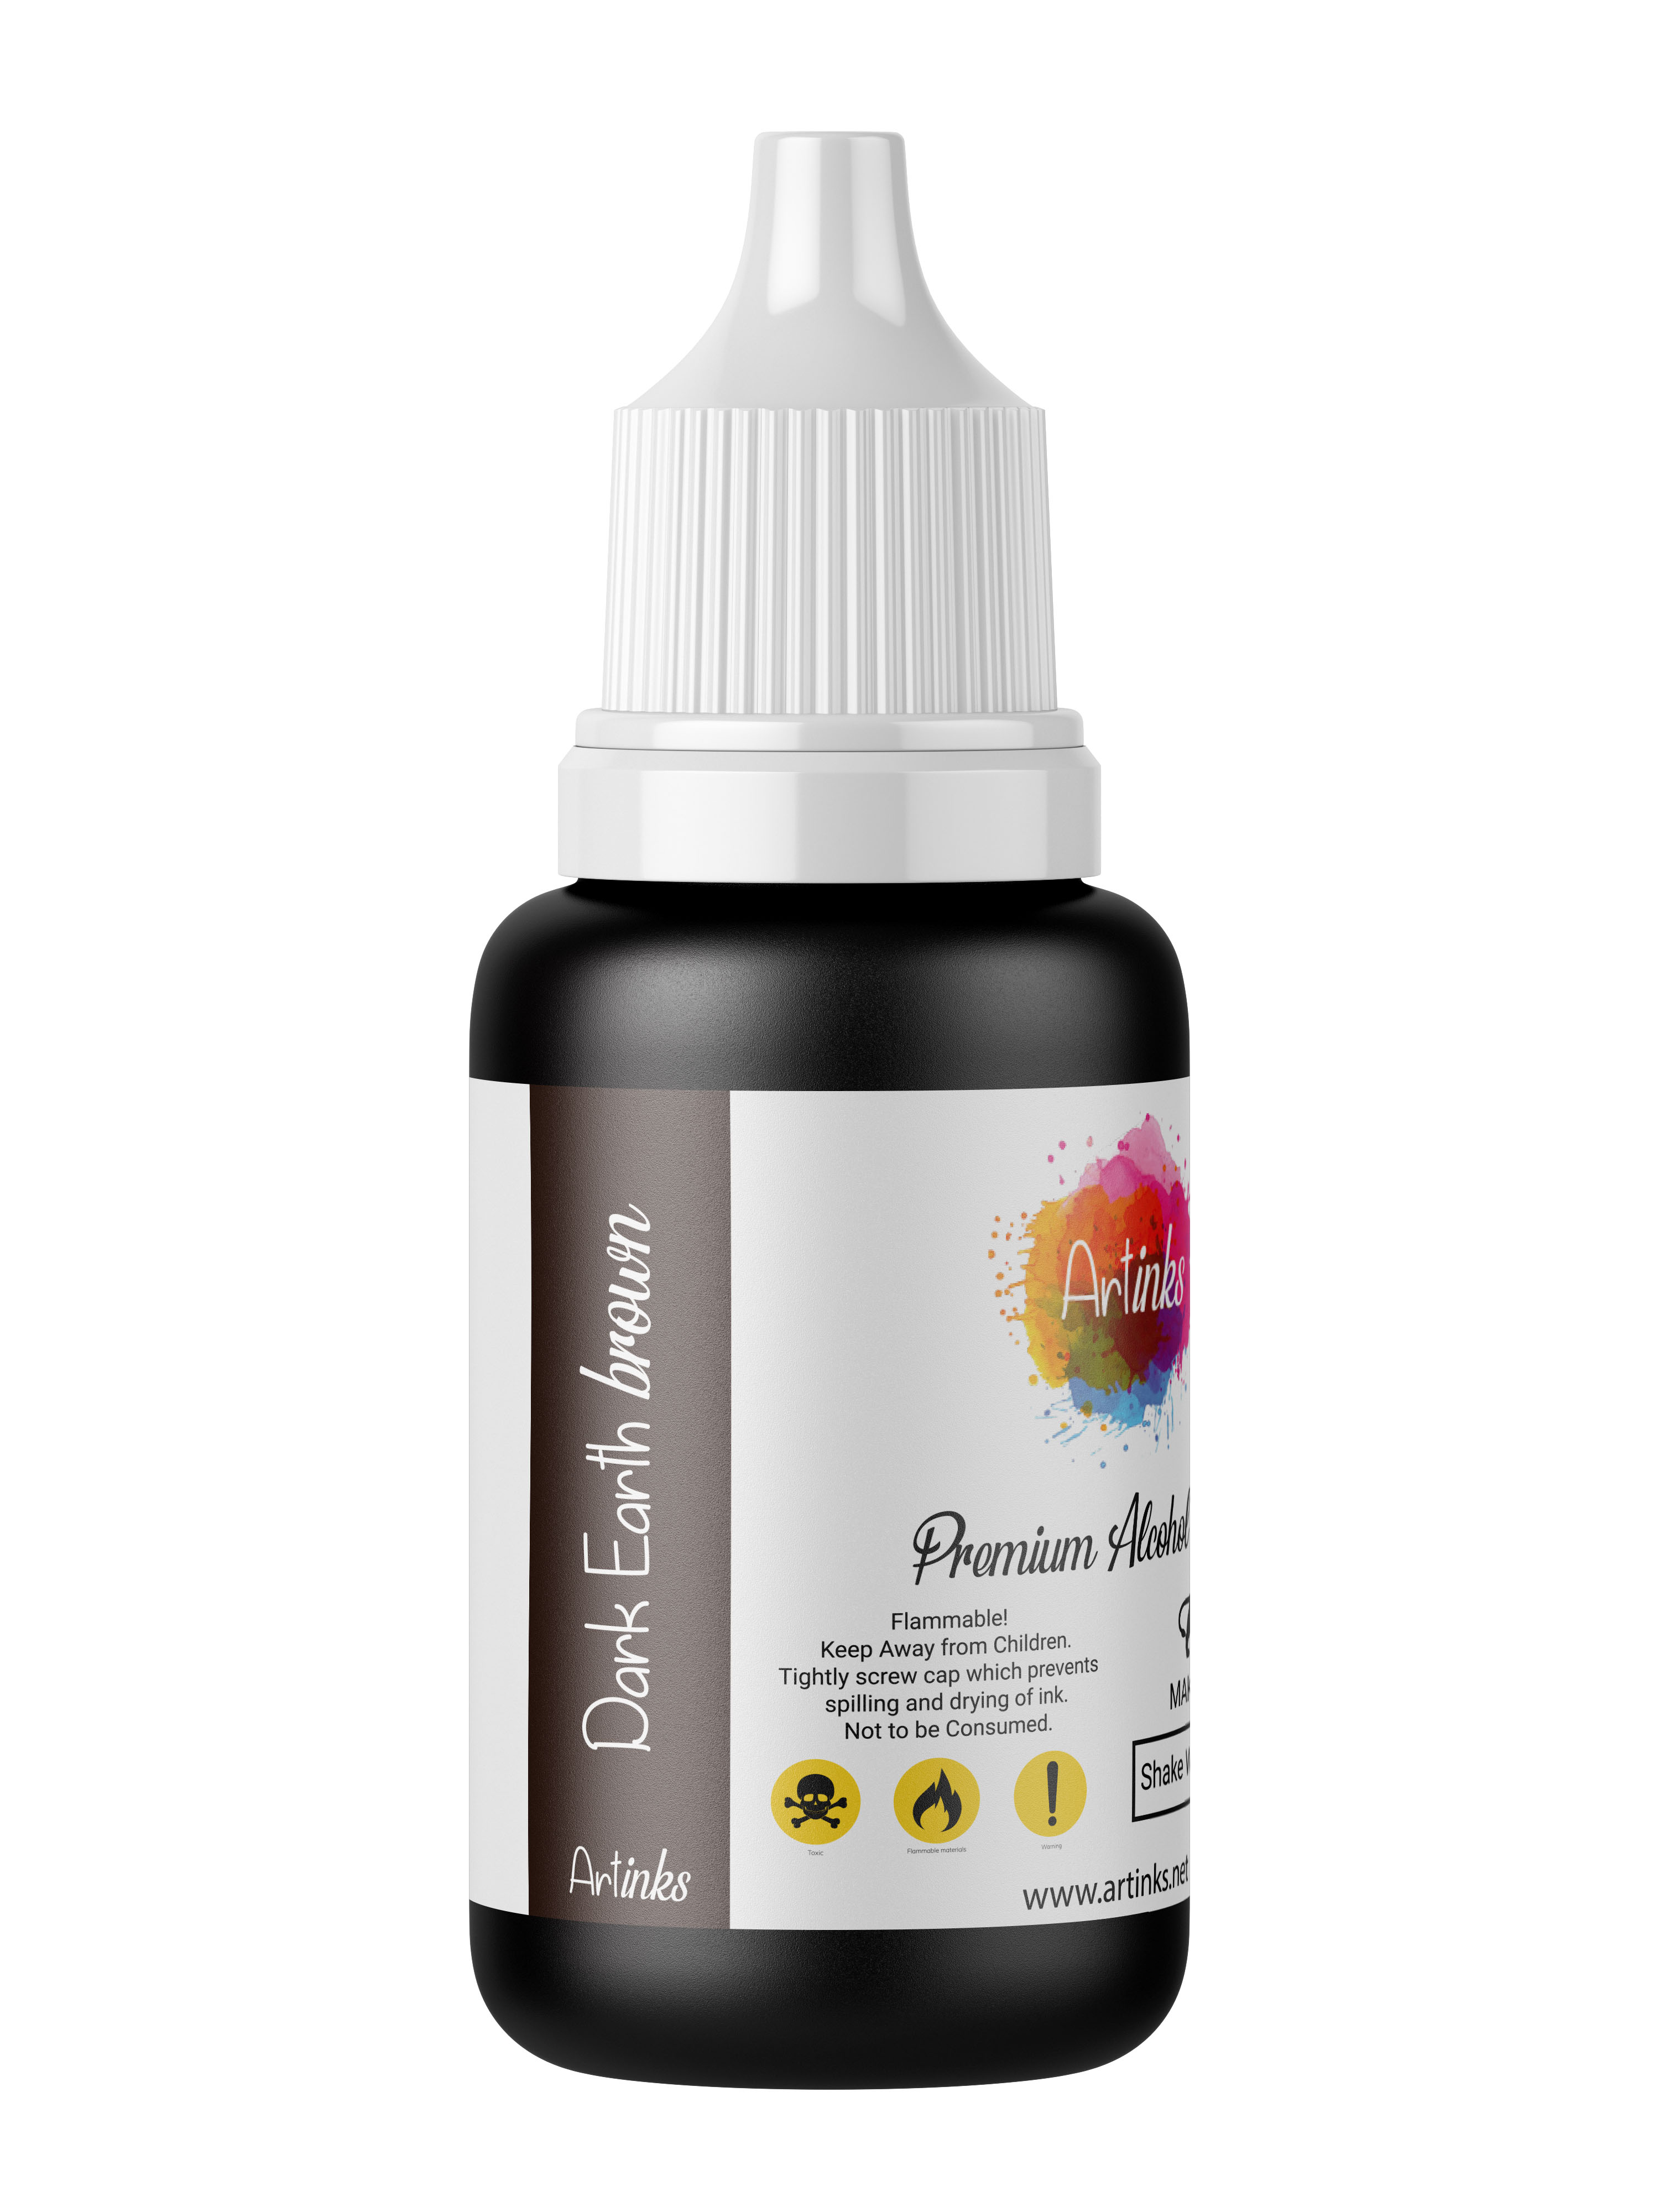 Dark Earth brown
Artinks
Artinks
Premium Alcohol
Flammable!
Keep Away from Children.
Tightly screw cap which prevents
spilling and drying of ink.
Not to be Consumed.
Toxic
Flammable materials
Warning
Shake
www.artinks.net